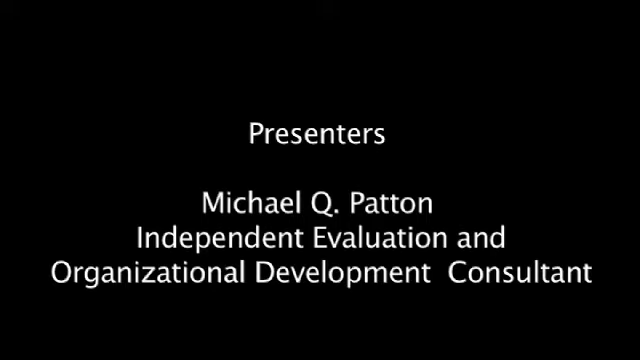 Presenters
Michael Q. Patton
Independent Evaluation and
Organizational Development  Consultant